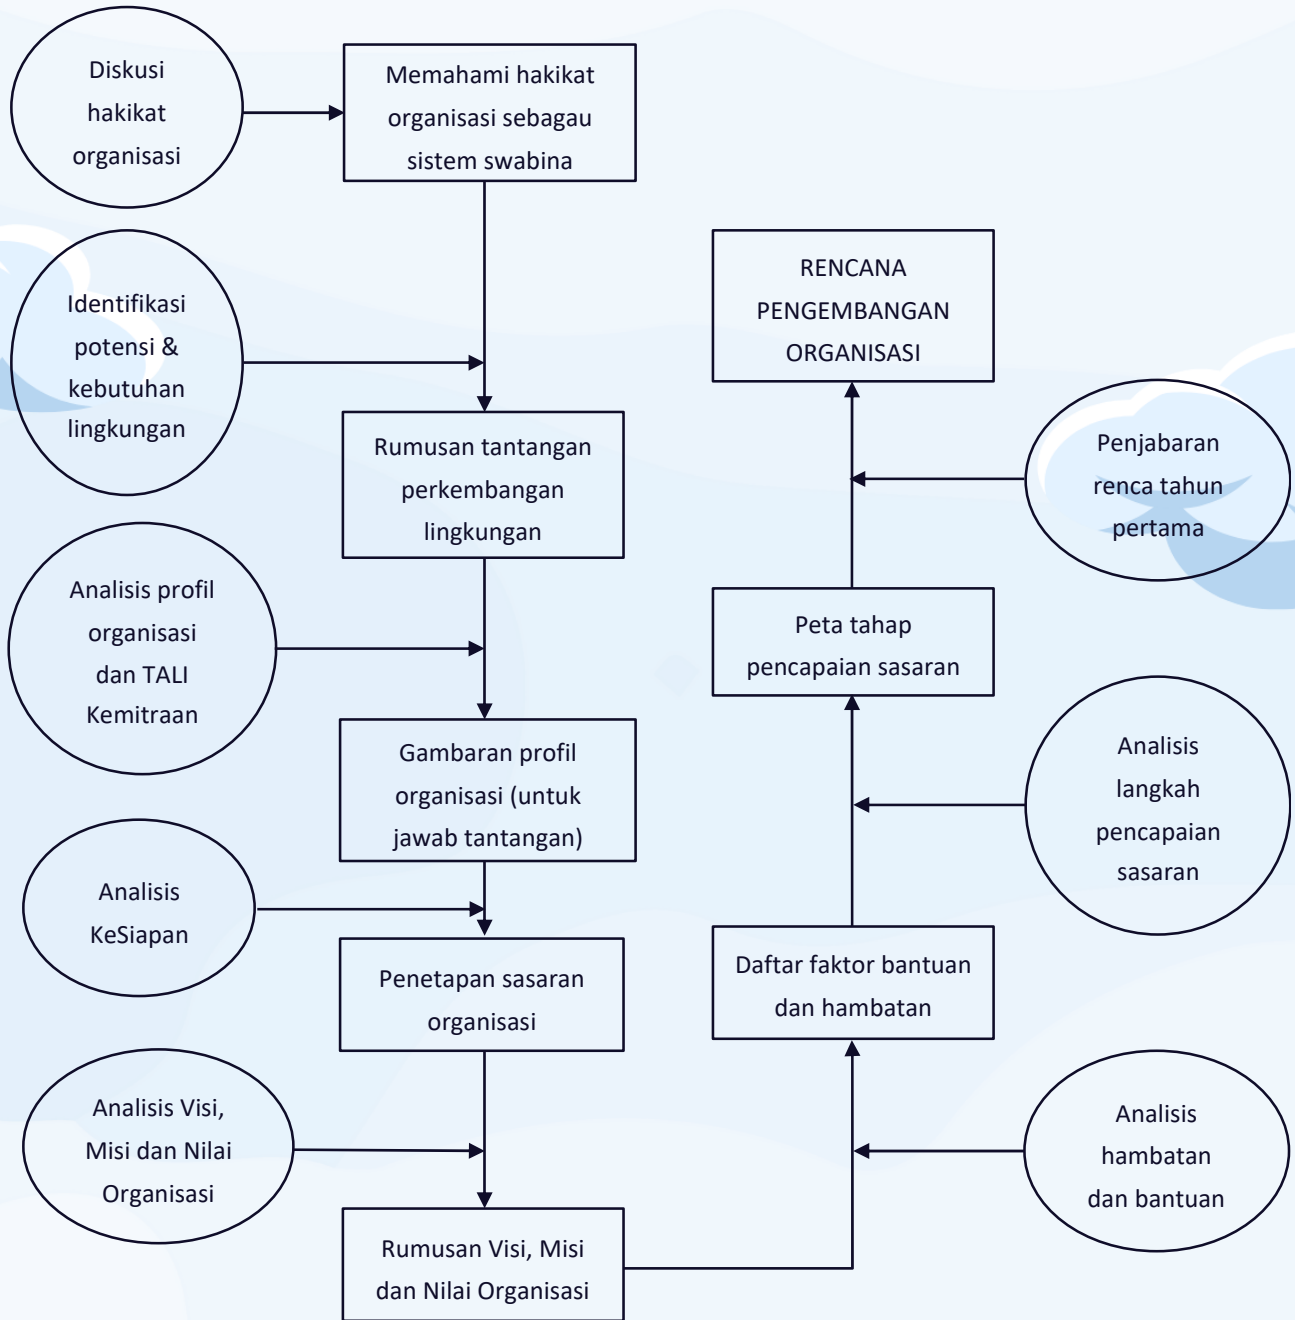 Diskusi
hakikat
organisasi
Memahami hakikat
organisasi sebagau
sistem swabina
Identifikasi
potensi &
kebutuhan
lingkungan
Rumusan tantangan
perkembangan
lingkungan
Analisis profil
organisasi
dan TALI
Kemitraan
Gambaran profil
organisasi (untuk
jawab tantangan)
Analisis
KeSiapan
Penetapan sasaran
organisasi
Analisis Visi,
Misi dan Nilai
Organisasi
Rumusan Visi, Misi
dan Nilai Organisasi
Analisis
hambatan
dan bantuan
Daftar faktor bantuan
dan hambatan
Analisis
langkah
pencapaian
sasaran
Peta tahap
pencapaian sasaran
Penjabaran
renca tahun
pertama
RENCANA
PENGEMBANGAN
ORGANISASI